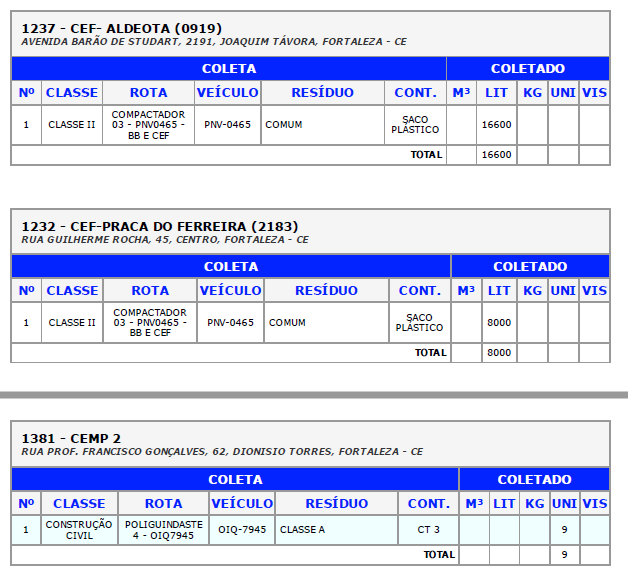 1237 - CEF- ALDEOTA (0919)
AVENIDA BARÃO DE STUDART, 2191, JOAQUIM TÁVORA, FORTALEZA - CE
COLETA COLETADO
Nº CLASSE ROTA VEÍCULO RESÍDUO CONT. M³ LIT KG UNI VIS
1 CLASSE II COMPACTADOR 03 - PNV0465 - BB E CEF PNV-0465 COMUM SACO PLÁSTICO 16600
TOTAL 16600
1232 - CEF-PRACA DO FERREIRA (2183)
RUA GUILHERME ROCHA, 45, CENTRO, FORTALEZA - CE
COLETA COLETADO
Nº CLASSE ROTA VEÍCULO RESÍDUO CONT. M³ LIT KG UNI VIS
1 CLASSE II COMPACTADOR 03 - PNV0465 - BB E CEF PNV-0465 COMUM SACO PLÁSTICO 8000
TOTAL 8000
1381 - CEMP 2
RUA PROF. FRANCISCO GONÇALVES, 62, DIONISIO TORRES, FORTALEZA - CE
COLETA COLETADO
Nº CLASSE ROTA VEÍCULO RESÍDUO CONT. M³ LIT KG UNI VIS
1 CONSTRUÇÃO CIVIL POLIGUINDASTE 4 - OIQ7945 OIQ-7945 CLASSE A CT 3 9
TOTAL 9